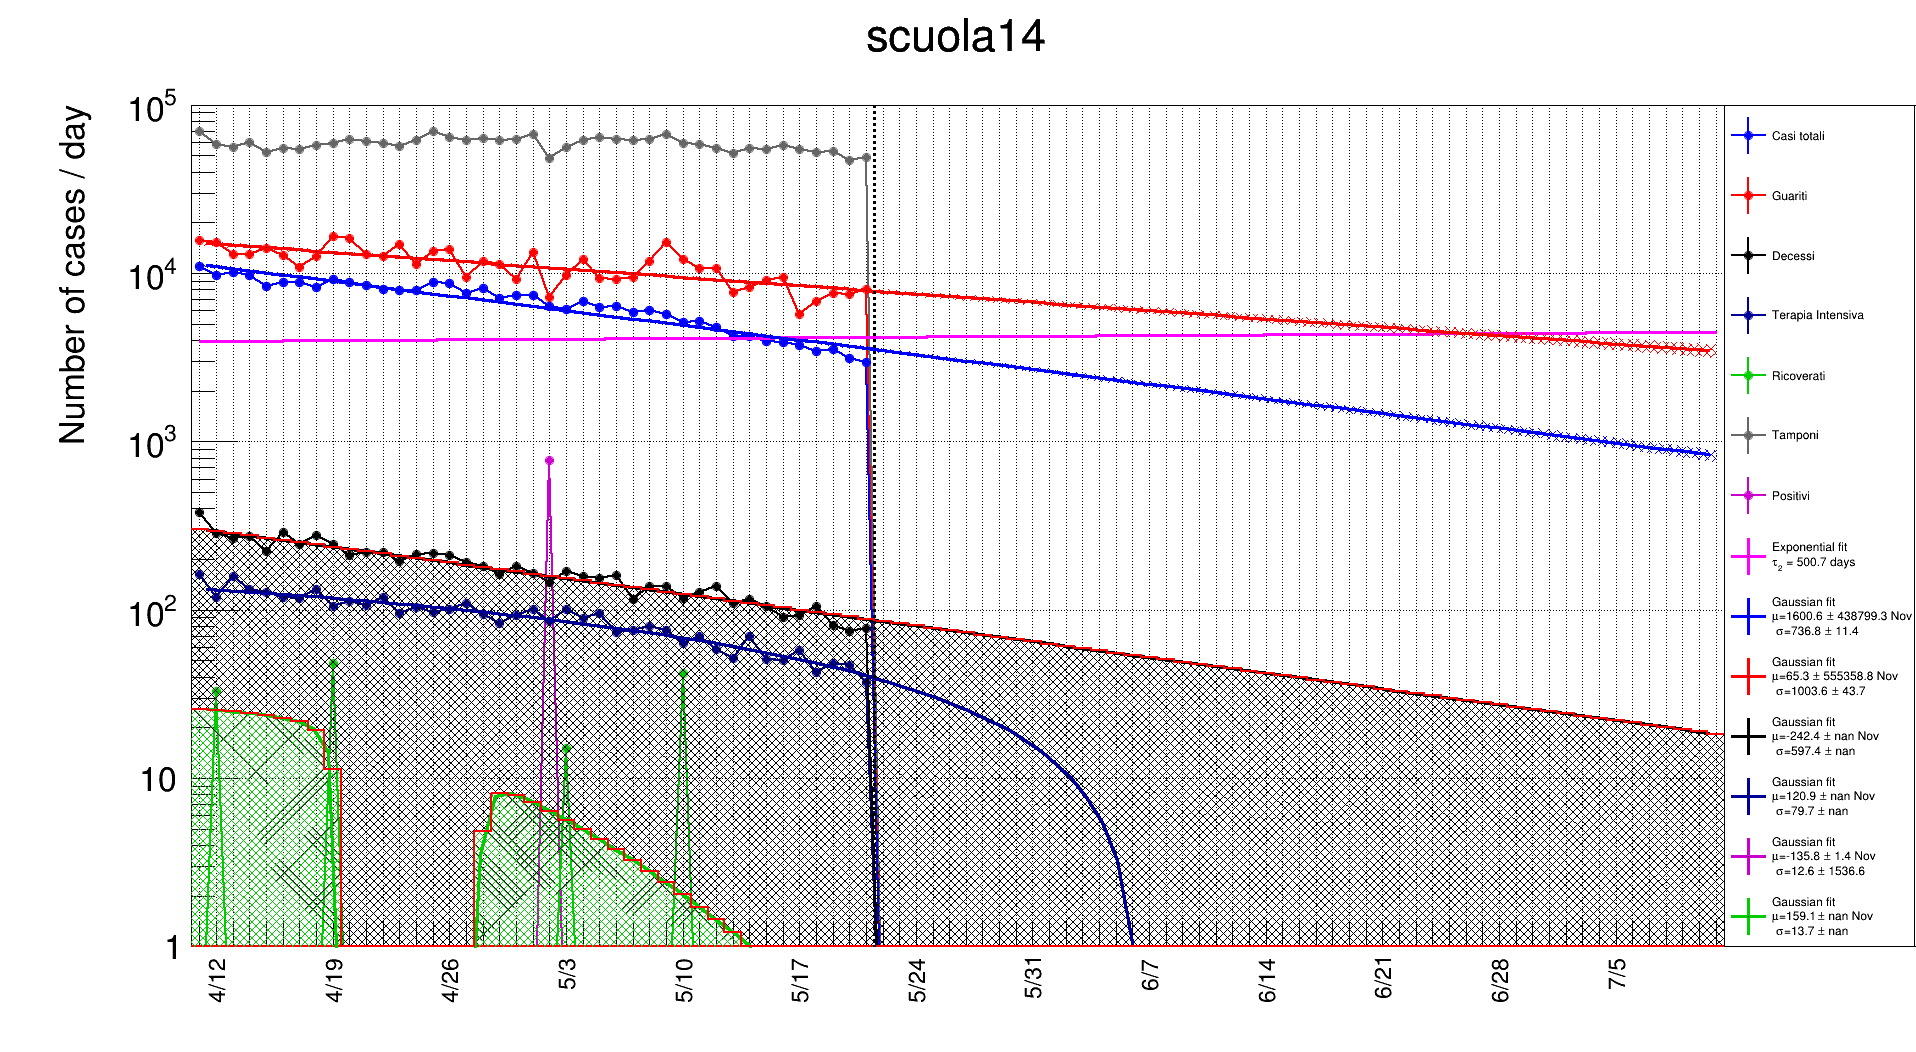 scuola14
Number of cases / day
10^5
10^4
10^3
10^2
10
1
4/12
4/19
4/26
5/3
5/10
5/17
5/24
5/31
6/7
6/14
6/21
6/28
7/5
Casi totali
Guariti
Decessi
Terapia Intensiva
Ricoverati
Tamponi
Positivi
Exponential fit
τ₂ = 500.7 days
Gaussian fit
μ=1600.6 ± 438799.3 Nov
σ=736.8 ± 11.4
Gaussian fit
μ=65.3 ± 555358.8 Nov
σ=1003.6 ± 43.7
Gaussian fit
μ=-242.4 ± nan Nov
σ=597.4 ± nan
Gaussian fit
μ=120.9 ± nan Nov
σ=79.7 ± nan
Gaussian fit
μ=-135.8 ± 1.4 Nov
σ=12.6 ± 1536.6
Gaussian fit
μ=159.1 ± nan Nov
σ=13.7 ± nan